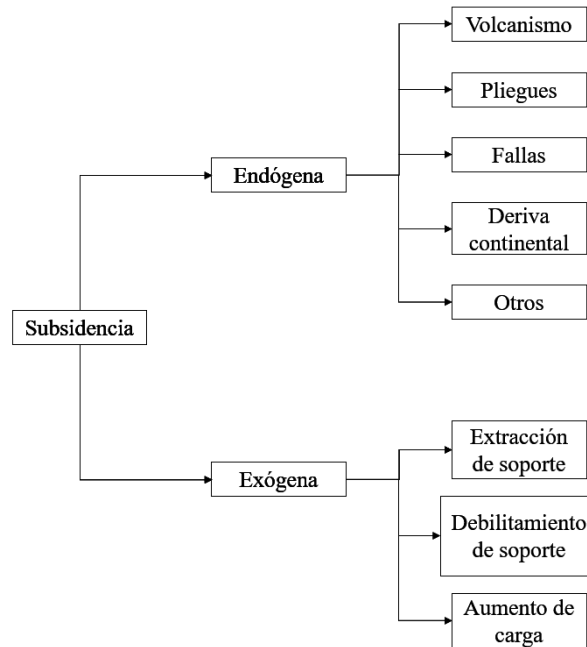 Volcanismo
Pliegues
Endógena
Fallas
Deriva
continental
Otros
Subsidencia
Extracción
de soporte
Exógena
Debilitamiento
de soporte
Aumento de
carga